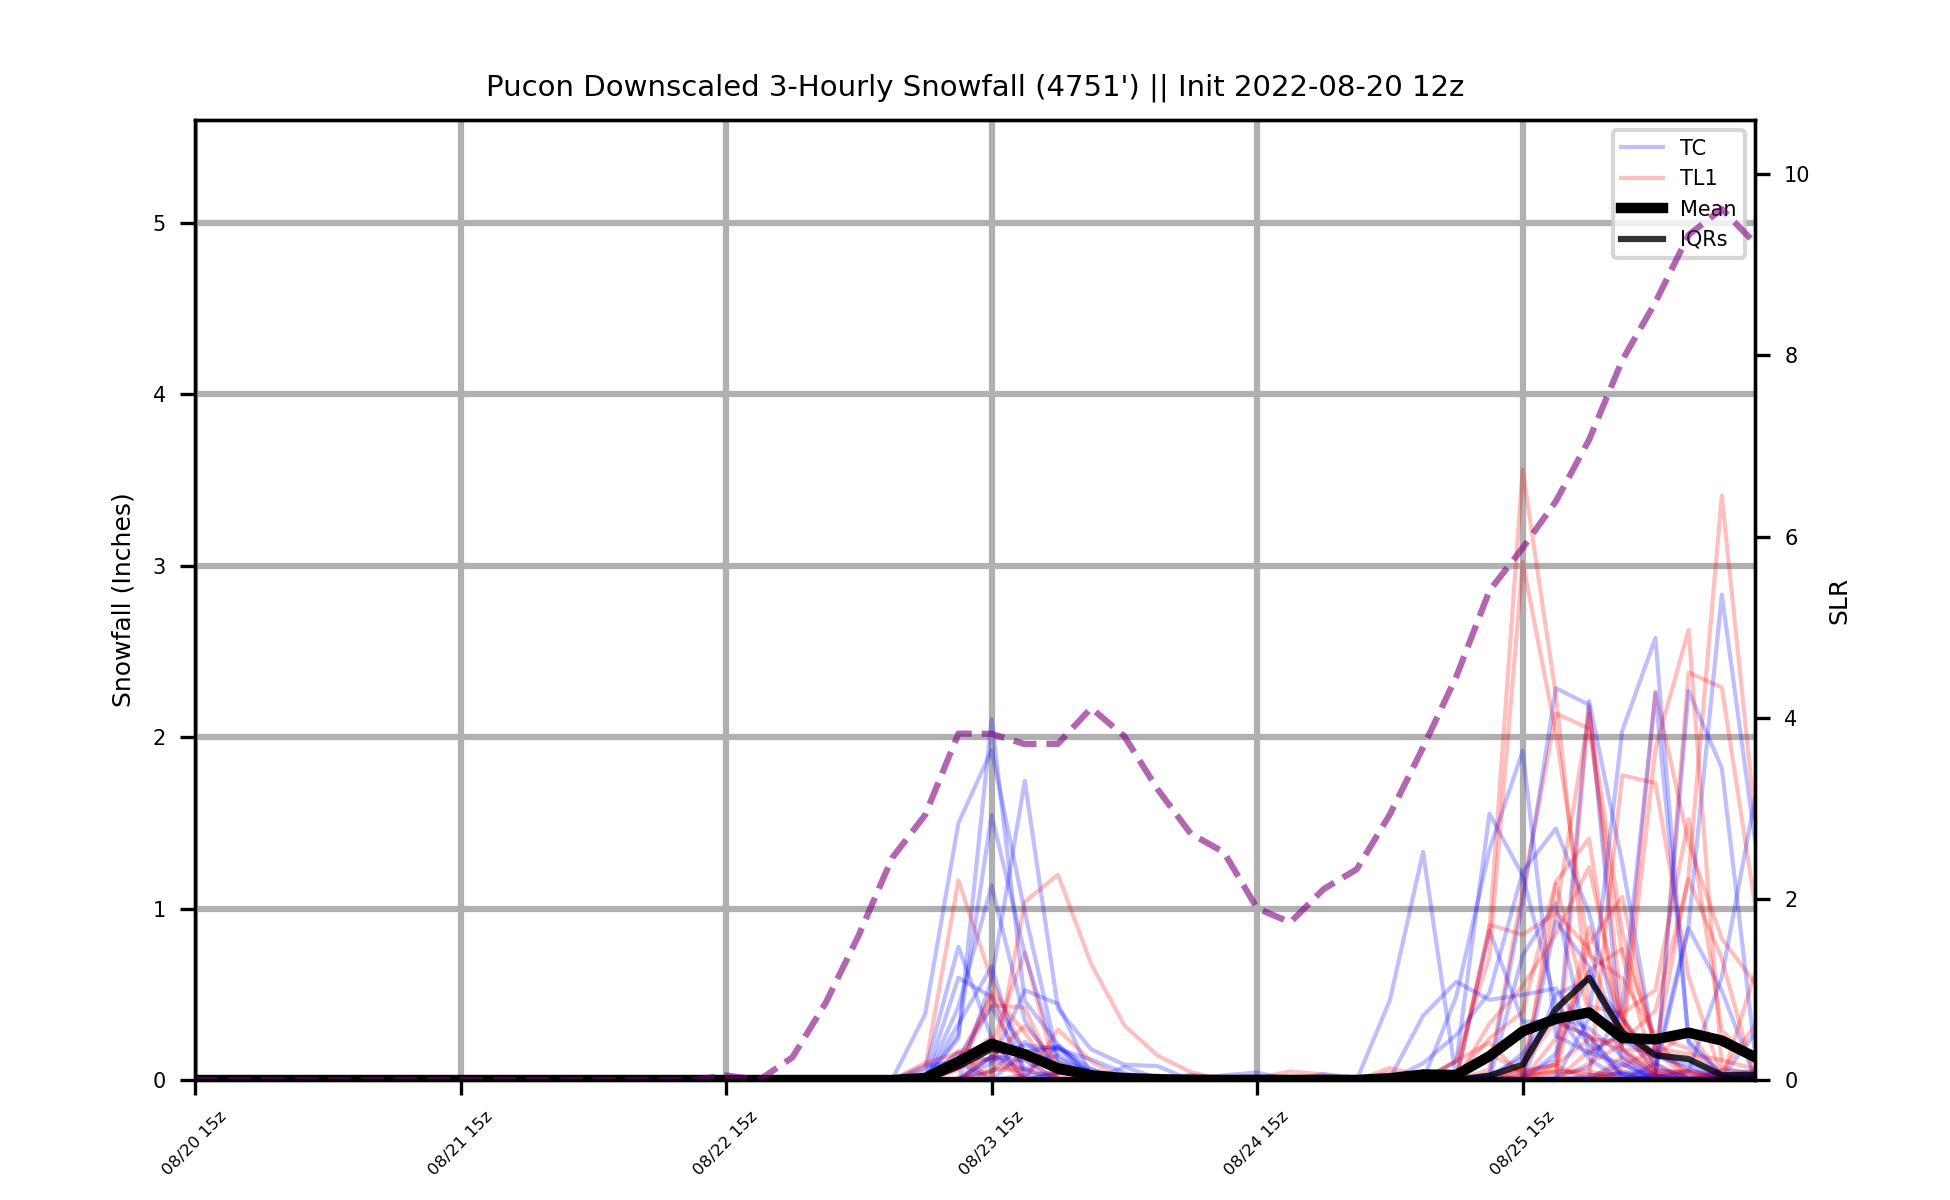 Pucon Downscaled 3-Hourly Snowfall (4751') || Init 2022-08-20 12z
TC
TL1
Mean
IQRs
5
4
3
2
1
0
Snowfall (Inches)
10
8
6
4
2
0
SLR
08/20 15z
08/21 15z
08/22 15z
08/23 15z
08/24 15z
08/25 15z